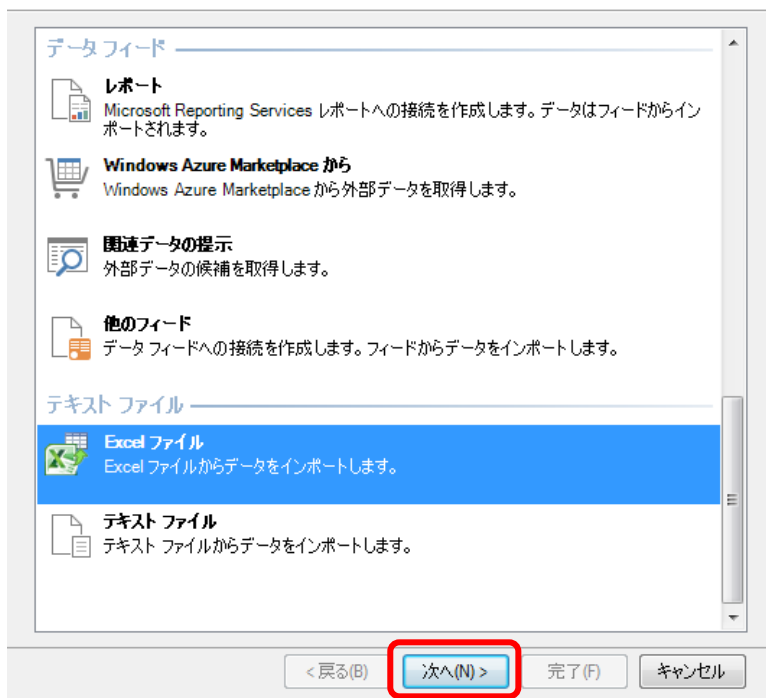 データ フィード
レポート
Microsoft Reporting Services レポートへの接続を作成します。データはフィードからイン
ポートされます。
Windows Azure Marketplace から
Windows Azure Marketplace から外部データを取得します。
関連データの提示
外部データの候補を取得します。
他のフィード
データ フィードへの接続を作成します。フィードからデータをインポートします。
テキスト ファイル
Excel ファイル
Excel ファイルからデータをインポートします。
テキスト ファイル
テキスト ファイルからデータをインポートします。
< 戻る(B) 次へ(N) > 完了(F) キャンセル